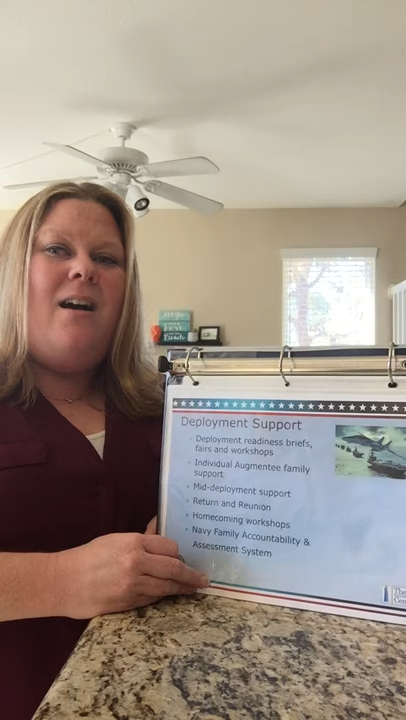 Deployment Support
Deployment readiness briefs,
fairs and workshops
Individual Augmentee family
support
Mid-deployment support
Return and Reunion
Homecoming workshops
Navy Family Accountability &
Assessment System